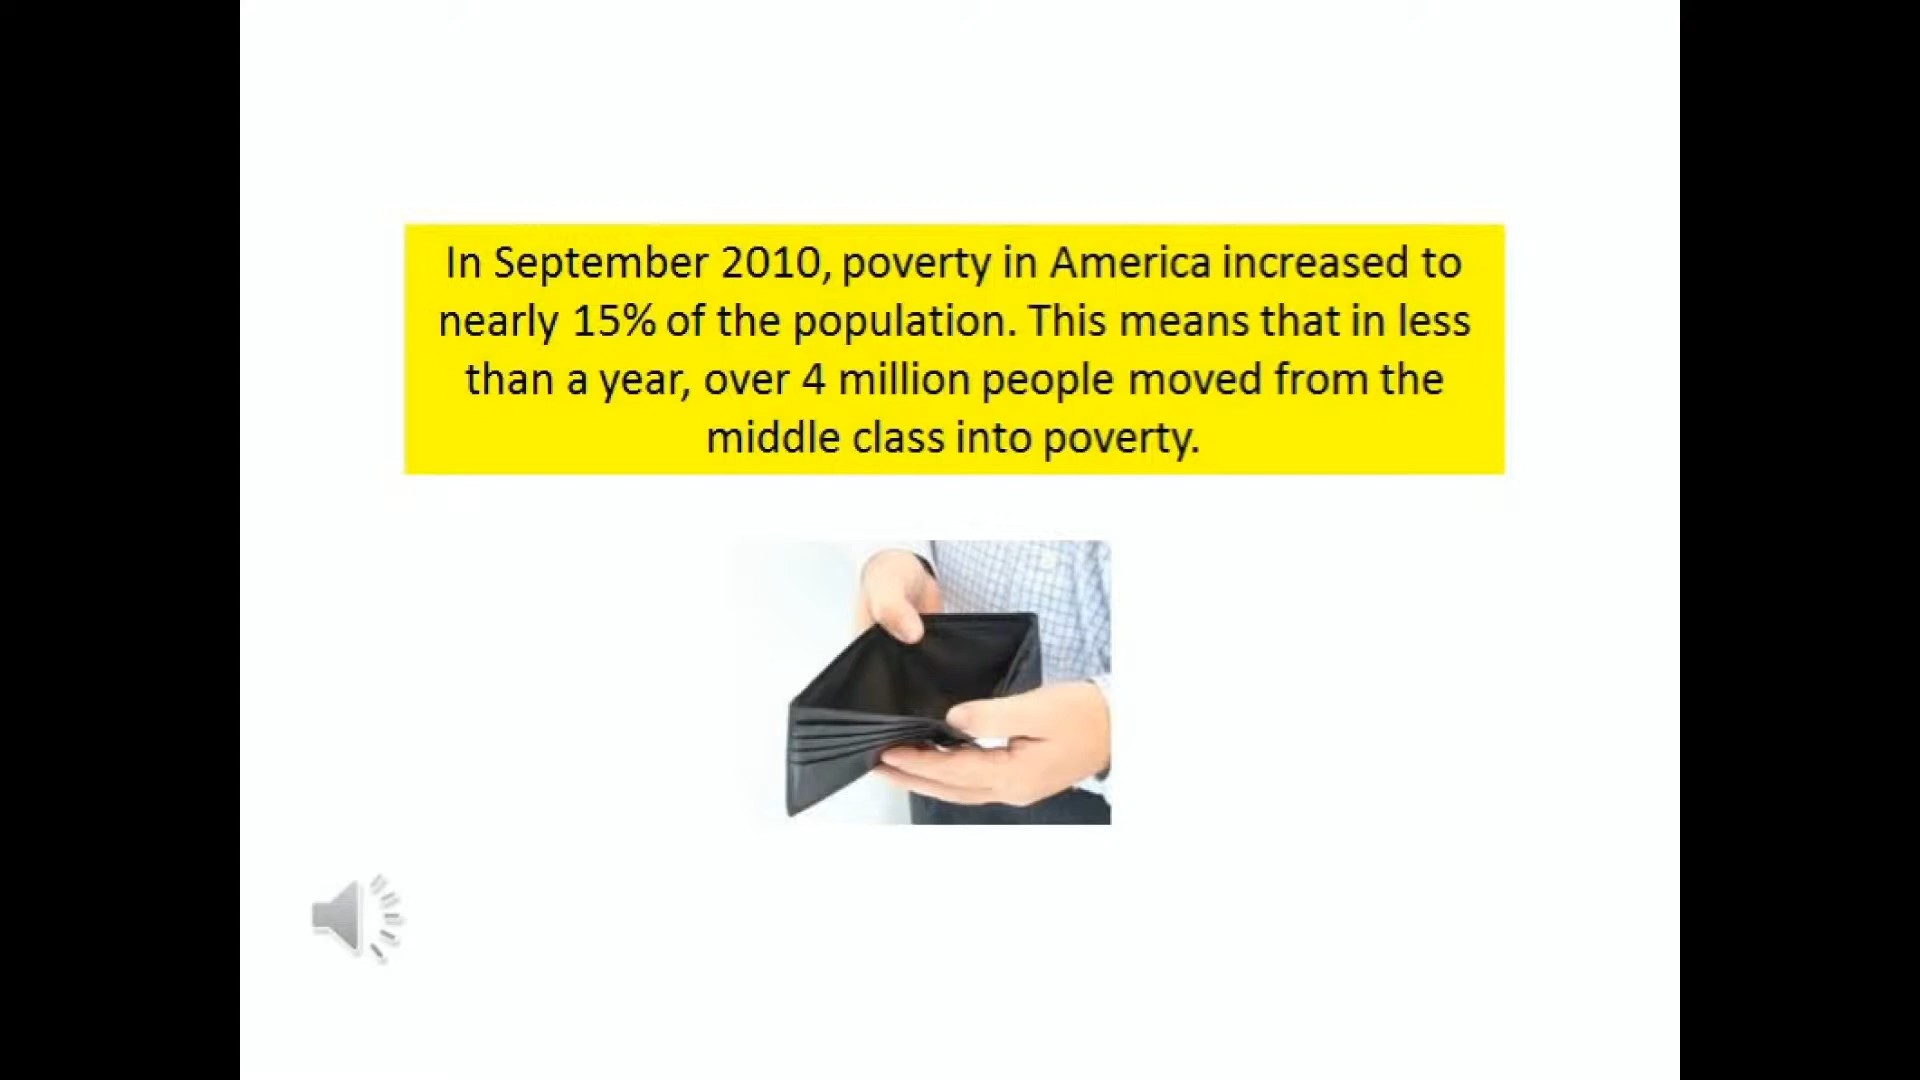 In September 2010, poverty in America increased to
nearly 15% of the population. This means that in less
than a year, over 4 million people moved from the
middle class into poverty.